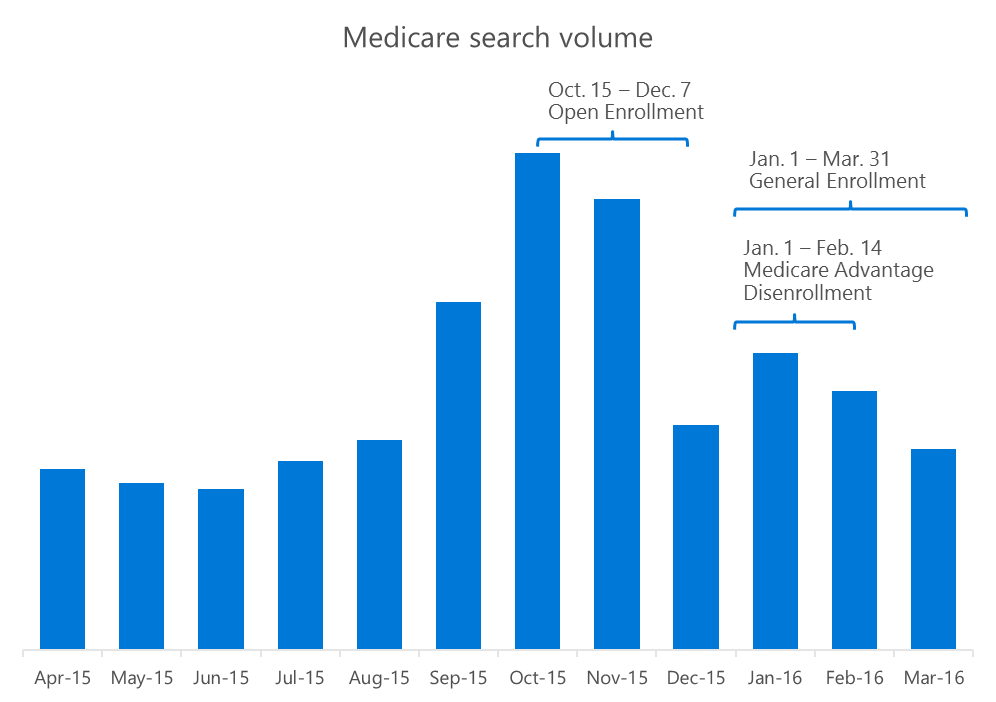 Medicare search volume
Oct. 15 – Dec. 7
Open Enrollment
Jan. 1 – Mar. 31
General Enrollment
Jan. 1 – Feb. 14
Medicare Advantage
Disenrollment
Apr-15 May-15 Jun-15 Jul-15 Aug-15 Sep-15 Oct-15 Nov-15 Dec-15 Jan-16 Feb-16 Mar-16